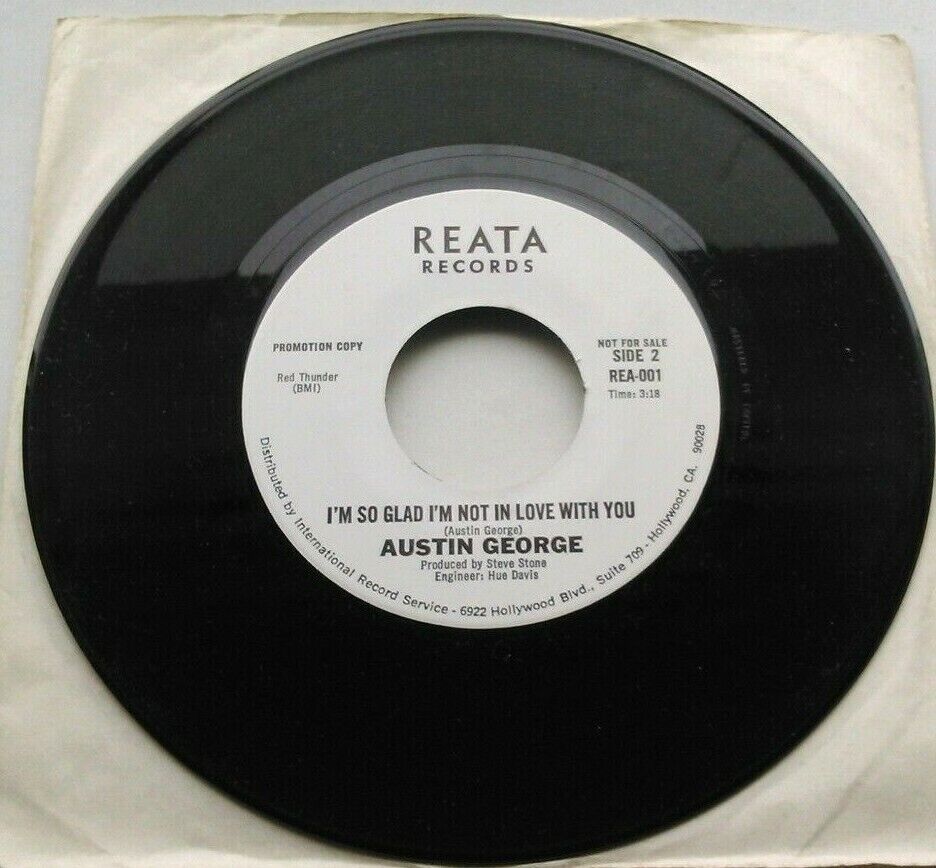 REATA
RECORDS
PROMOTION COPY
Red Thunder
(BMI)
NOT FOR SALE
SIDE 2
REA-001
Time: 3:18
I'M SO GLAD I'M NOT IN LOVE WITH YOU
(Austin George)
AUSTIN GEORGE
Produced by Steve Stone
Engineer: Hue Davis
Distributed by International Record Service - 6922 Hollywood Blvd., Suite 709 - Hollywood, CA. 90028